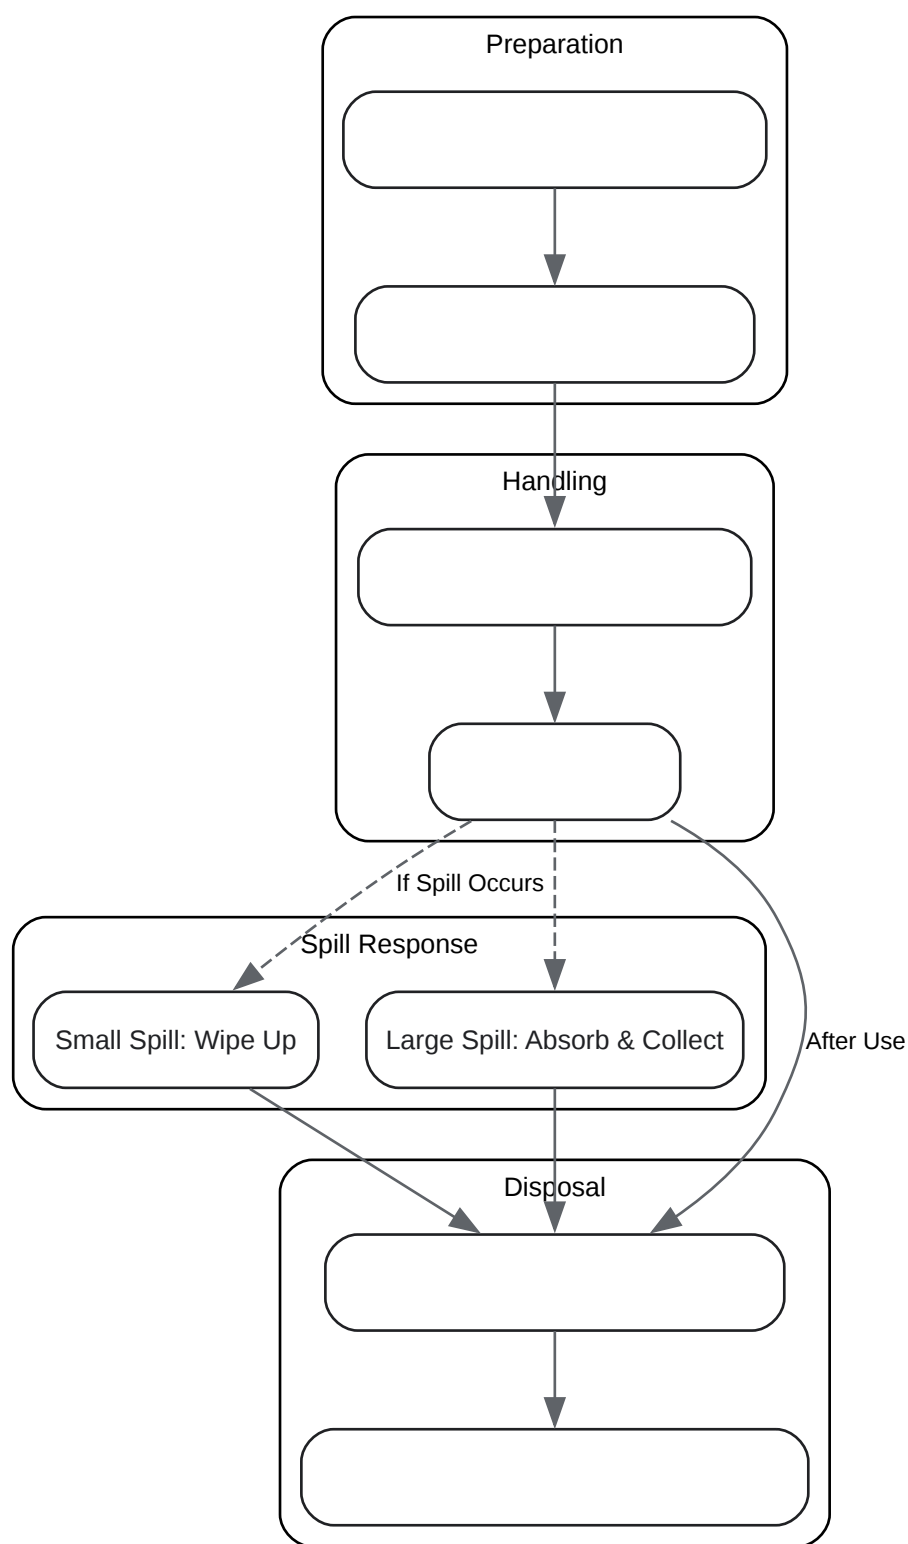 Preparation
Handling
If Spill Occurs
Spill Response
Small Spill: Wipe Up
Large Spill: Absorb & Collect
After Use
Disposal